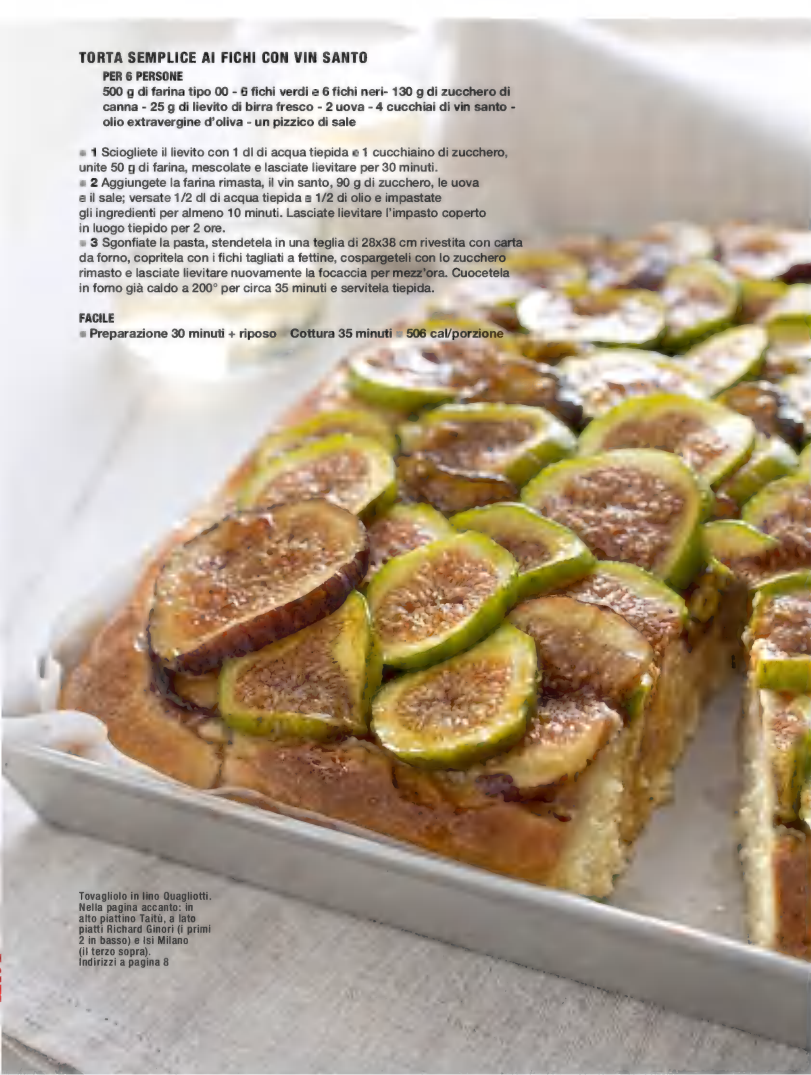 TORTA SEMPLICE AI FICHI CON VIN SANTO
PER 6 PERSONE
500 g di farina tipo 00 - 6 fichi verdi e 6 fichi neri- 130 g di zucchero di
canna - 25 g di lievito di birra fresco - 2 uova - 4 cucchiai di vin santo -
olio extravergine d'oliva - un pizzico di sale
1 Sciogliete il lievito con 1 dl di acqua tiepida e 1 cucchiaino di zucchero,
unite 50 g di farina, mescolate e lasciate lievitare per 30 minuti.
2 Aggiungete la farina rimasta, il vin santo, 90 g di zucchero, le uova
e il sale; versate 1/2 dl di acqua tiepida e 1/2 di olio e impastate
gli ingredienti per almeno 10 minuti. Lasciate lievitare l'impasto coperto
in luogo tiepido per 2 ore.
3 Sgonfiate la pasta, stendetela in una teglia di 28x38 cm rivestita con carta
da forno, copritela con i fichi tagliati a fettine, cospargeteli con lo zucchero
rimasto e lasciate lievitare nuovamente la focaccia per mezz'ora. Cuocetela
in forno già caldo a 200° per circa 35 minuti e servitela tiepida.
FACILE
Preparazione 30 minuti + riposo Cottura 35 minuti 506 cal/porzione
Tovagliolo in lino Quagliotti.
Nella pagina accanto: in
alto piattino Taitù, a lato
piatti Richard Ginori (i primi
2 in basso) e Isi Milano
(il terzo sopra).
Indirizzi a pagina 8